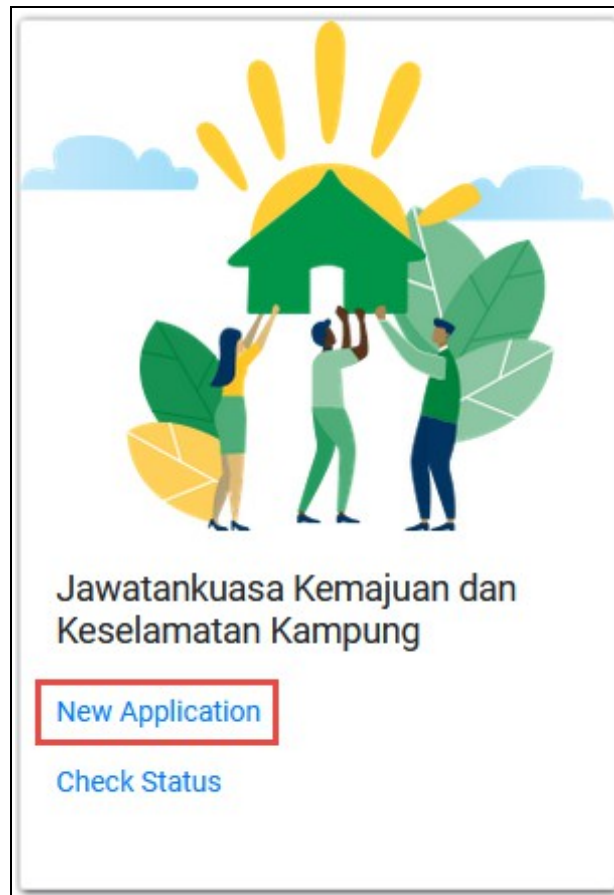 Jawatankuasa Kemajuan dan
Keselamatan Kampung
New Application
Check Status